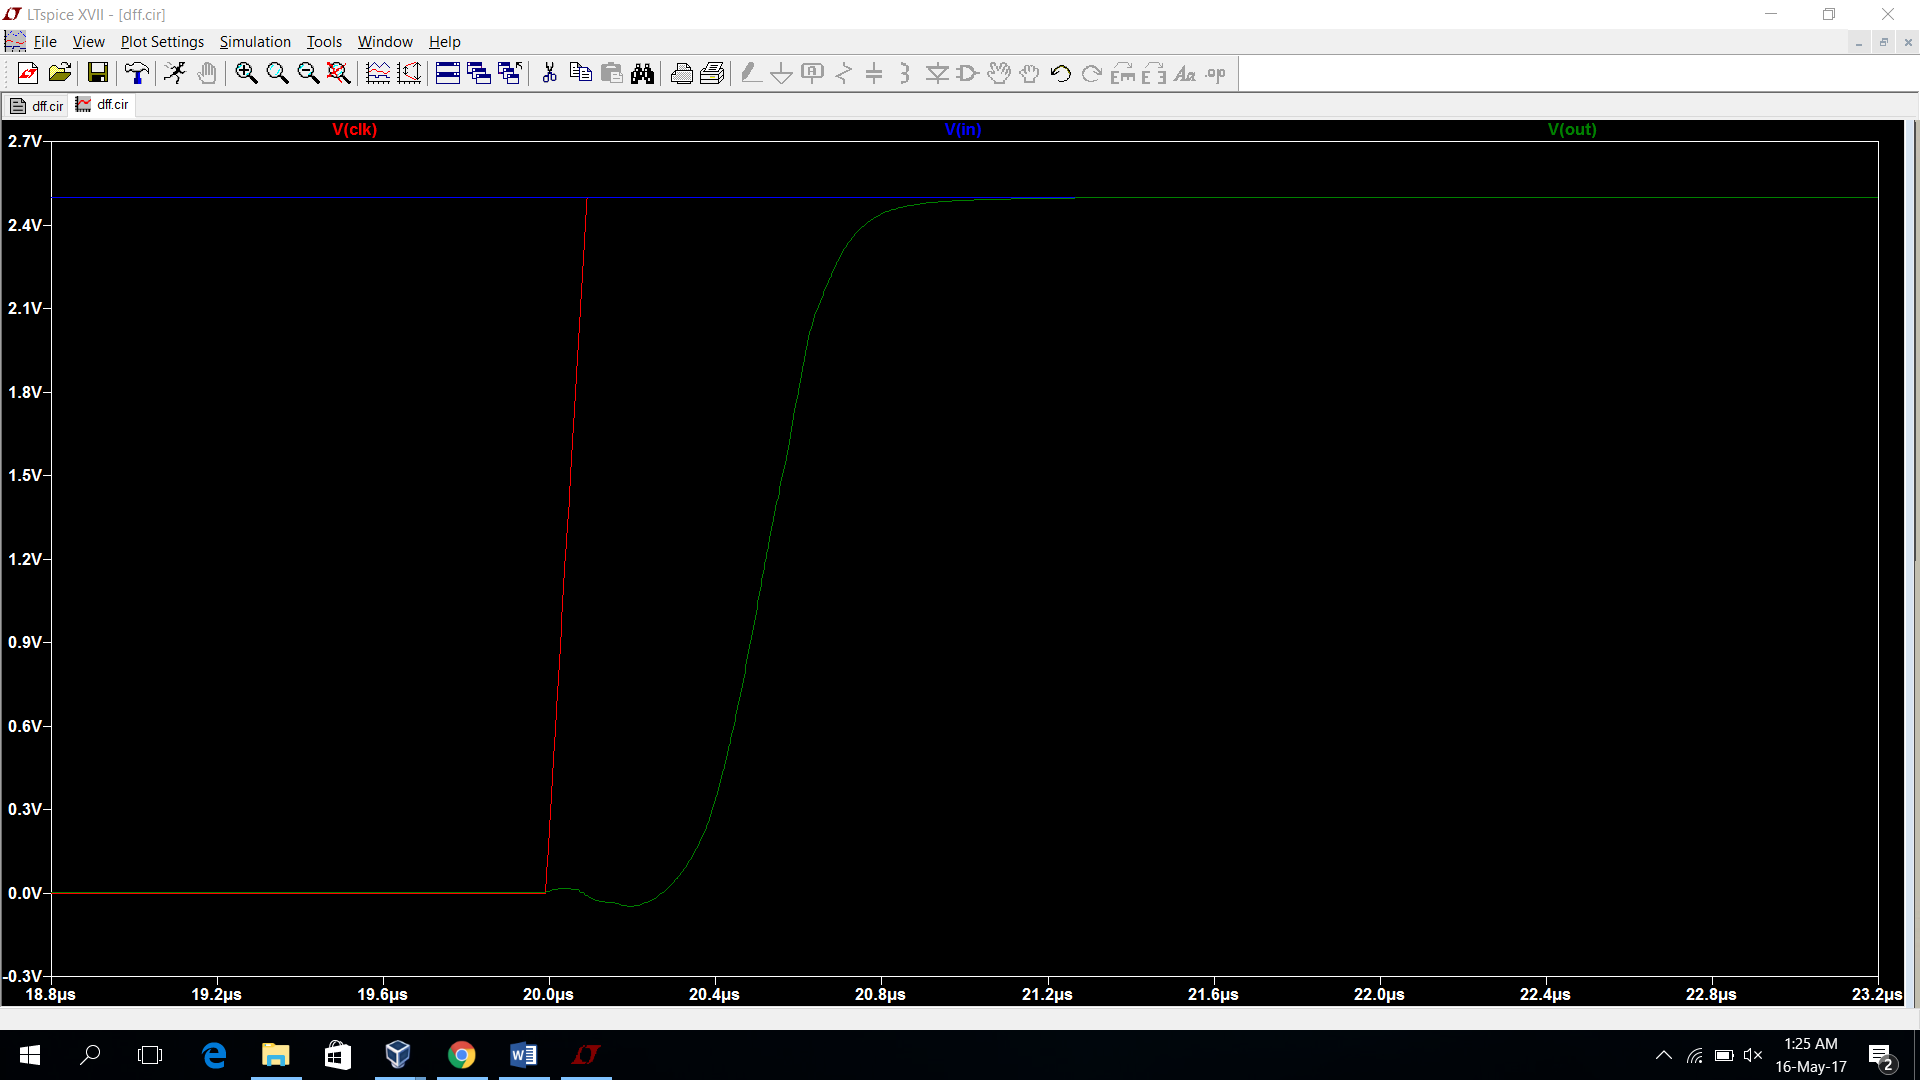 LTspice XVII - [dff.cir]
File View Plot Settings Simulation Tools Window Help
dff.cir dff.cir
V(clk) V(in) V(out)
2.7V
2.4V
2.1V
1.8V
1.5V
1.2V
0.9V
0.6V
0.3V
0.0V
-0.3V
18.8µs 19.2µs 19.6µs 20.0µs 20.4µs 20.8µs 21.2µs 21.6µs 22.0µs 22.4µs 22.8µs 23.2µs
1:25 AM
16-May-17
2